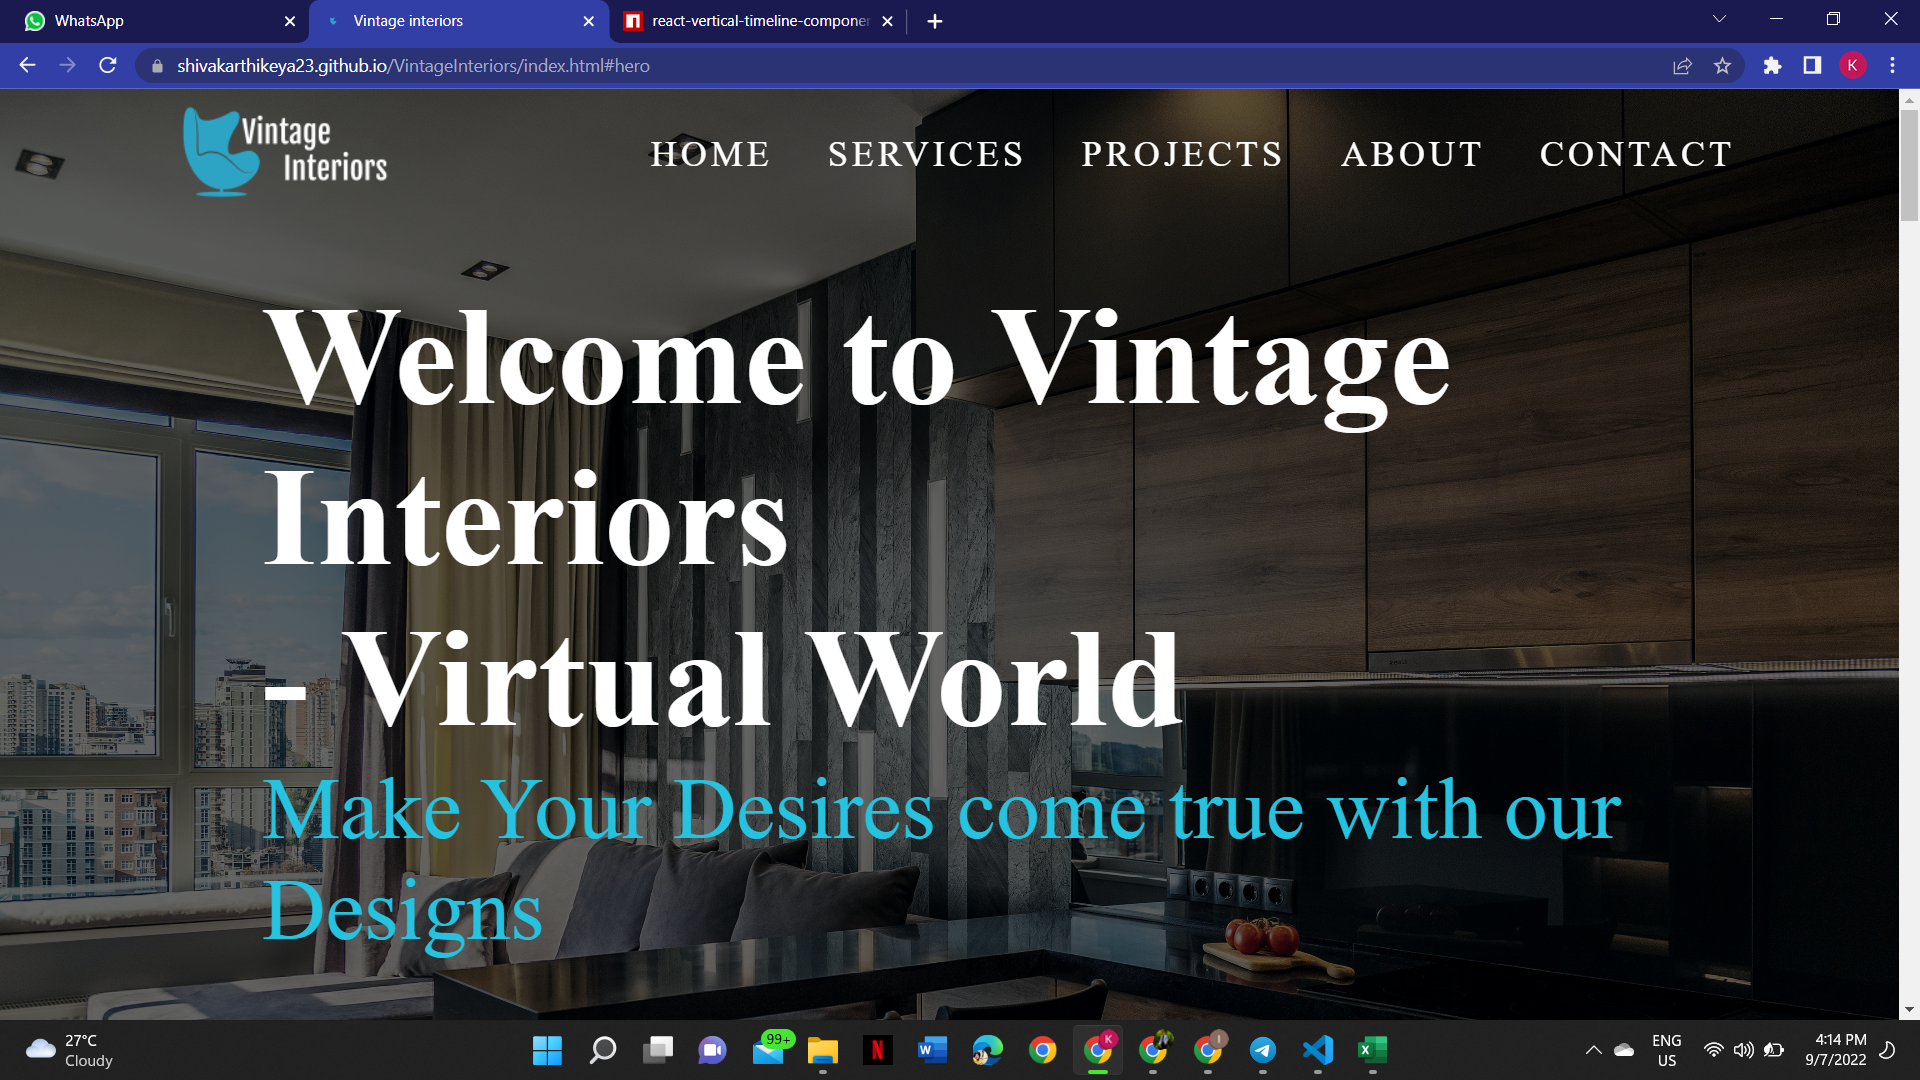 WhatsApp
Vintage interiors
react-vertical-timeline-componen
shivakarthikeya23.github.io/VintageInteriors/index.html#hero
K
Vintage
Interiors
HOME SERVICES PROJECTS ABOUT CONTACT
Welcome to Vintage
Interiors
- Virtual World
Make Your Desires come true with our
Designs
27°C
Cloudy
99+
N
W
K
I
X
ENG
US
4:14 PM
9/7/2022